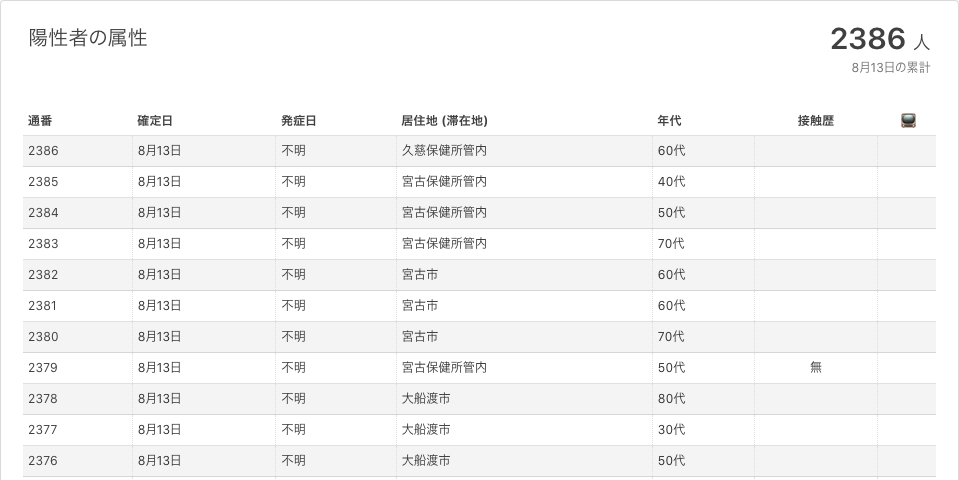 陽性者の属性
2386 人
8月13日の累計
通番 確定日 発症日 居住地 (滞在地) 年代 接触歴
2386 8月13日 不明 久慈保健所管内 60代
2385 8月13日 不明 宮古保健所管内 40代
2384 8月13日 不明 宮古保健所管内 50代
2383 8月13日 不明 宮古保健所管内 70代
2382 8月13日 不明 宮古市 60代
2381 8月13日 不明 宮古市 60代
2380 8月13日 不明 宮古市 70代
2379 8月13日 不明 宮古保健所管内 50代 無
2378 8月13日 不明 大船渡市 80代
2377 8月13日 不明 大船渡市 30代
2376 8月13日 不明 大船渡市 50代